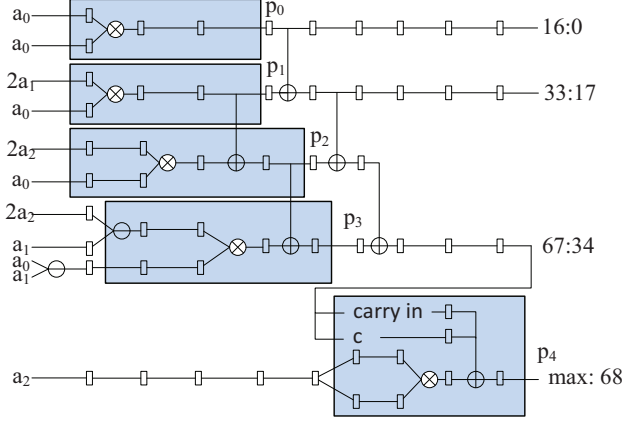 a₀
p₀
16:0
a₀
2a₁
p₁
33:17
a₀
2a₂
p₂
a₀
2a₂
p₃
a₁
67:34
a₀
a₁
carry in
c
p₄
a₂
max: 68